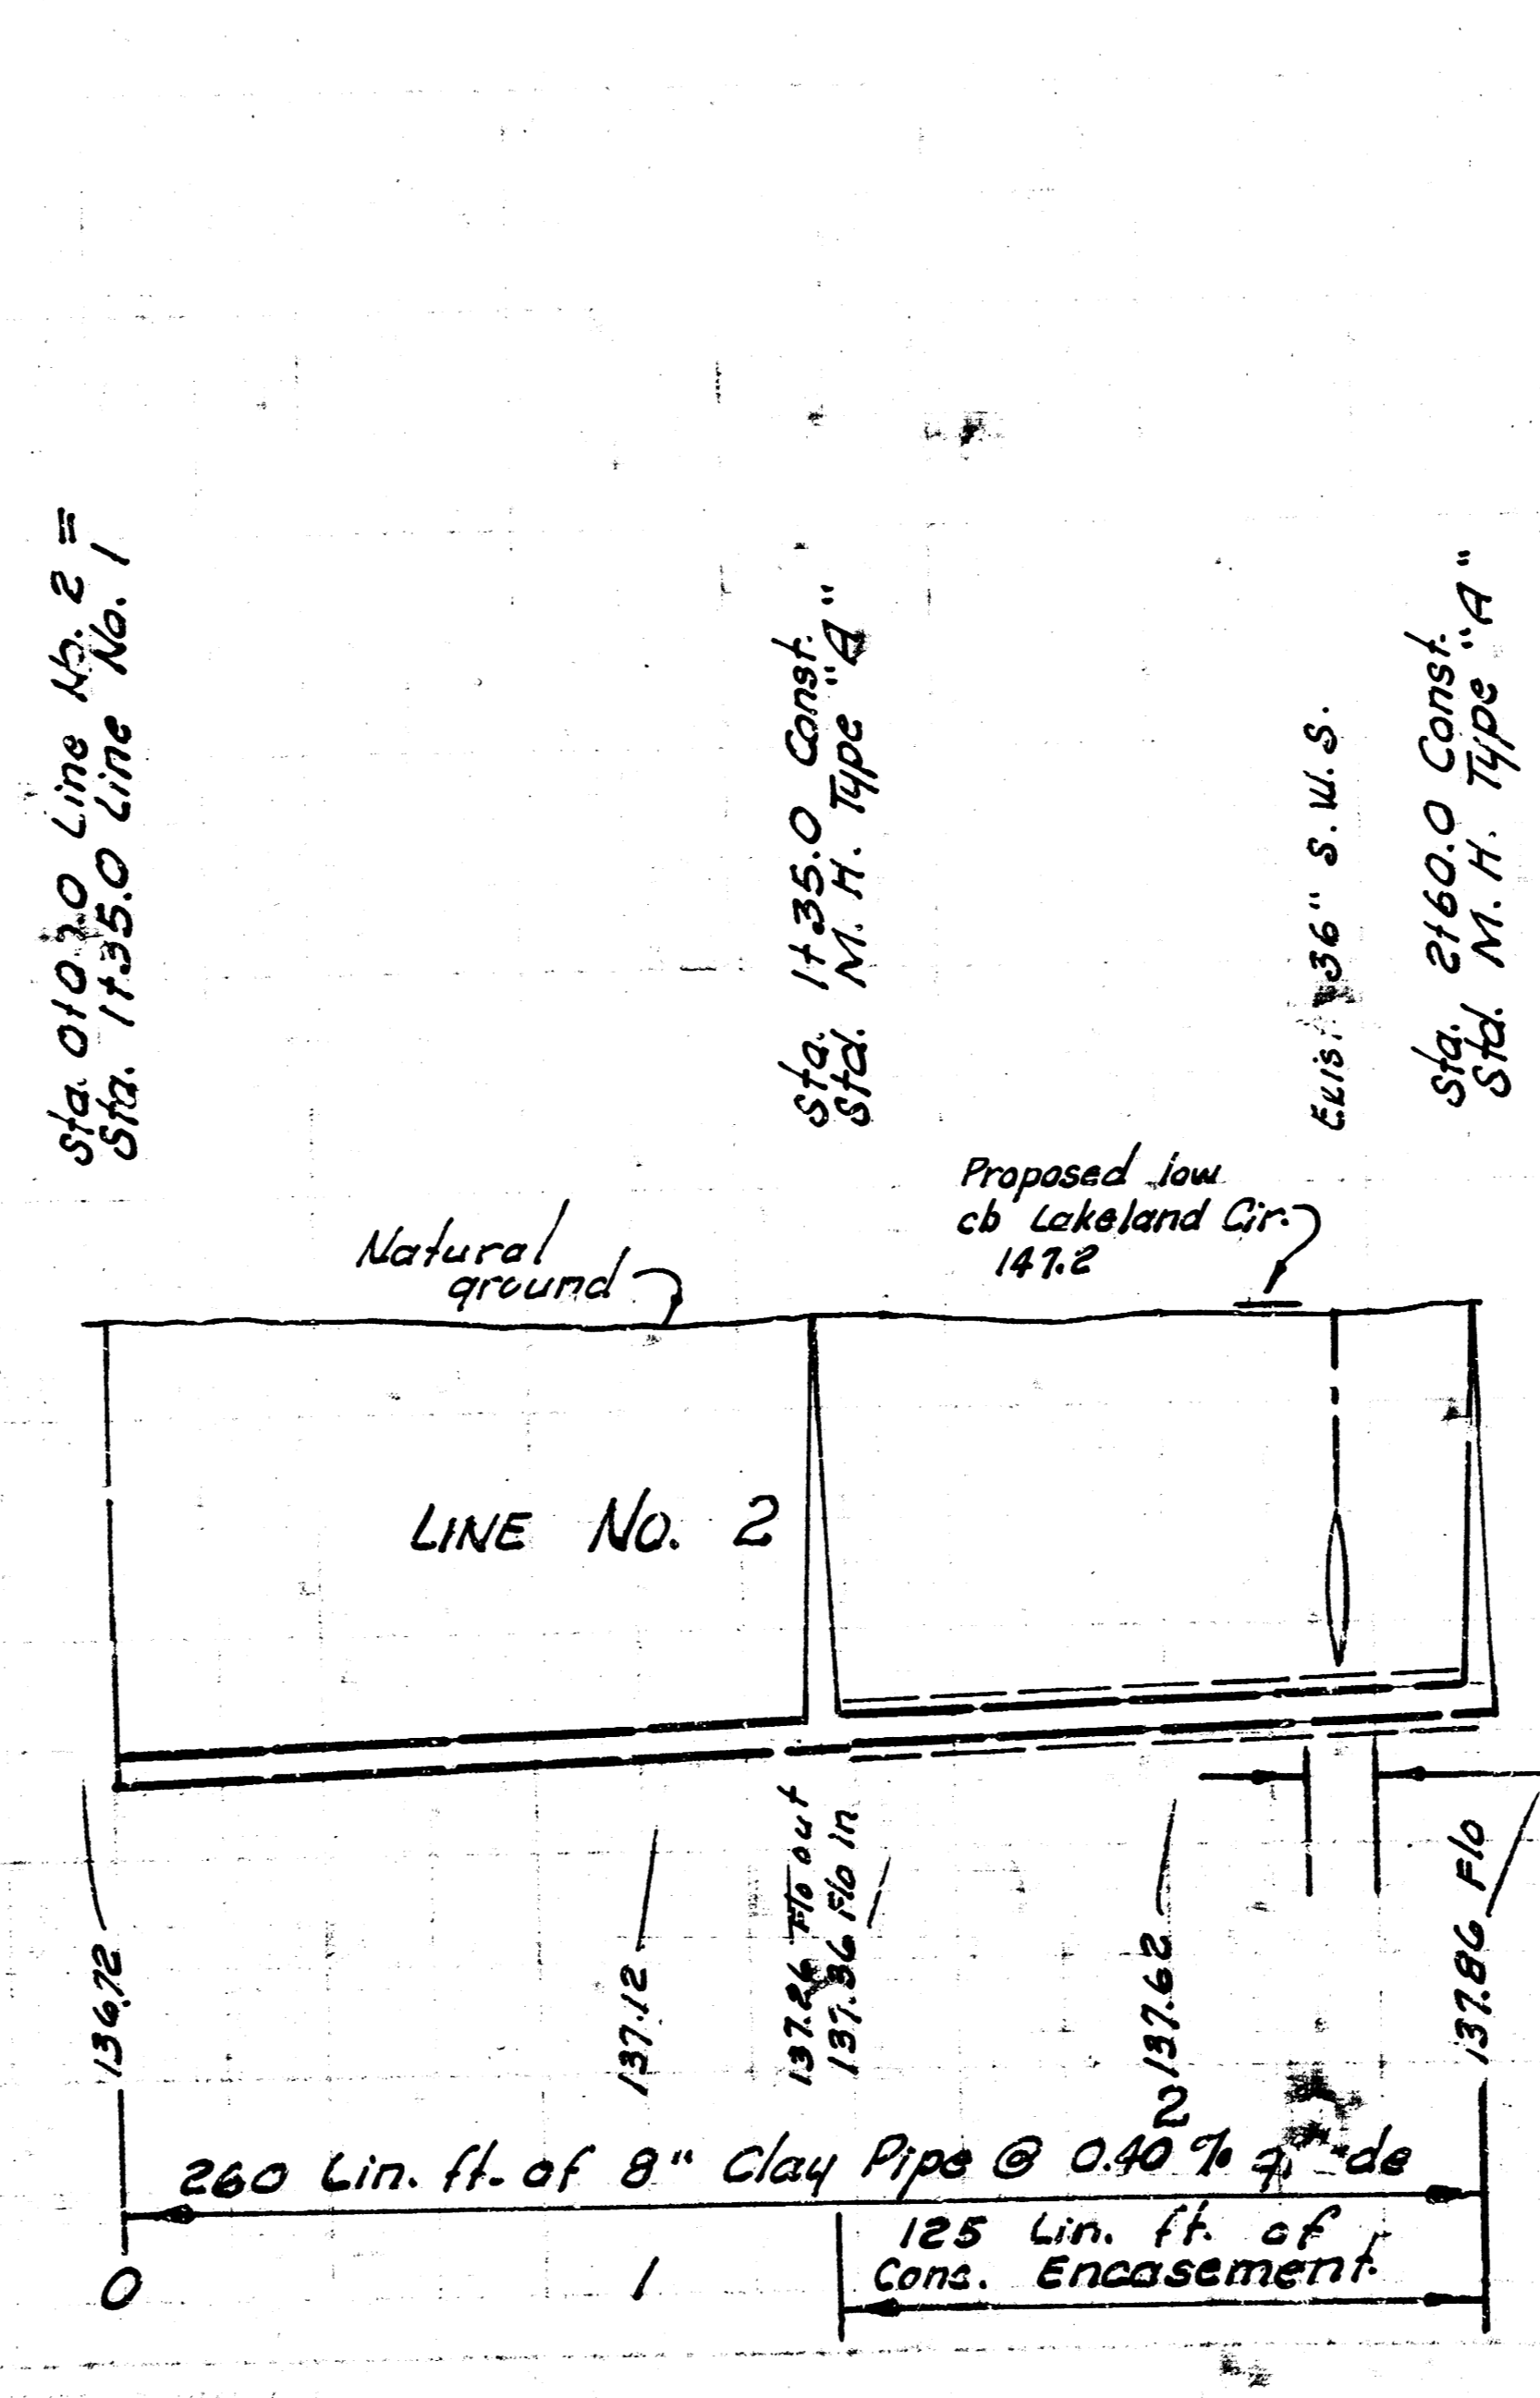 Sta. 0+0.0 Line No. 2 =
Sta. 1+35.0 Line No. 1
Sta. 1+35.0 Const.
Std. M. H. Type "A"
Exist. 36" S. W. S.
Sta. 2+60.0 Const.
Std. M. H. Type "A"
Proposed low
cb Lakeland Cir.
147.2
Natural
ground
LINE No. 2
136.72
137.12
137.26 Flo out
137.36 Flo in
137.62
137.86 Flo
2
260 Lin. ft. of 8" Clay Pipe @ 0.40%
125 Lin. ft. of
Conc. Encasement.
0
1